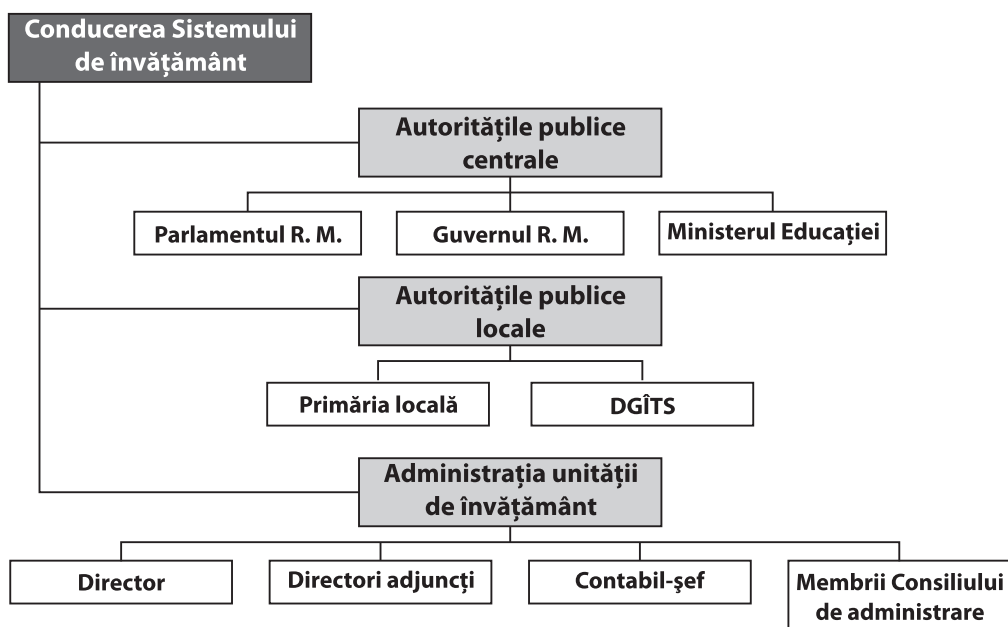 Conducerea Sistemului
de învățământ
Autoritățile publice
centrale
Parlamentul R. M.
Guvernul R. M.
Ministerul Educației
Autoritățile publice
locale
Primăria locală
DGÎTS
Administrația unității
de învățământ
Director
Directori adjuncți
Contabil-şef
Membrii Consiliului
de administrare